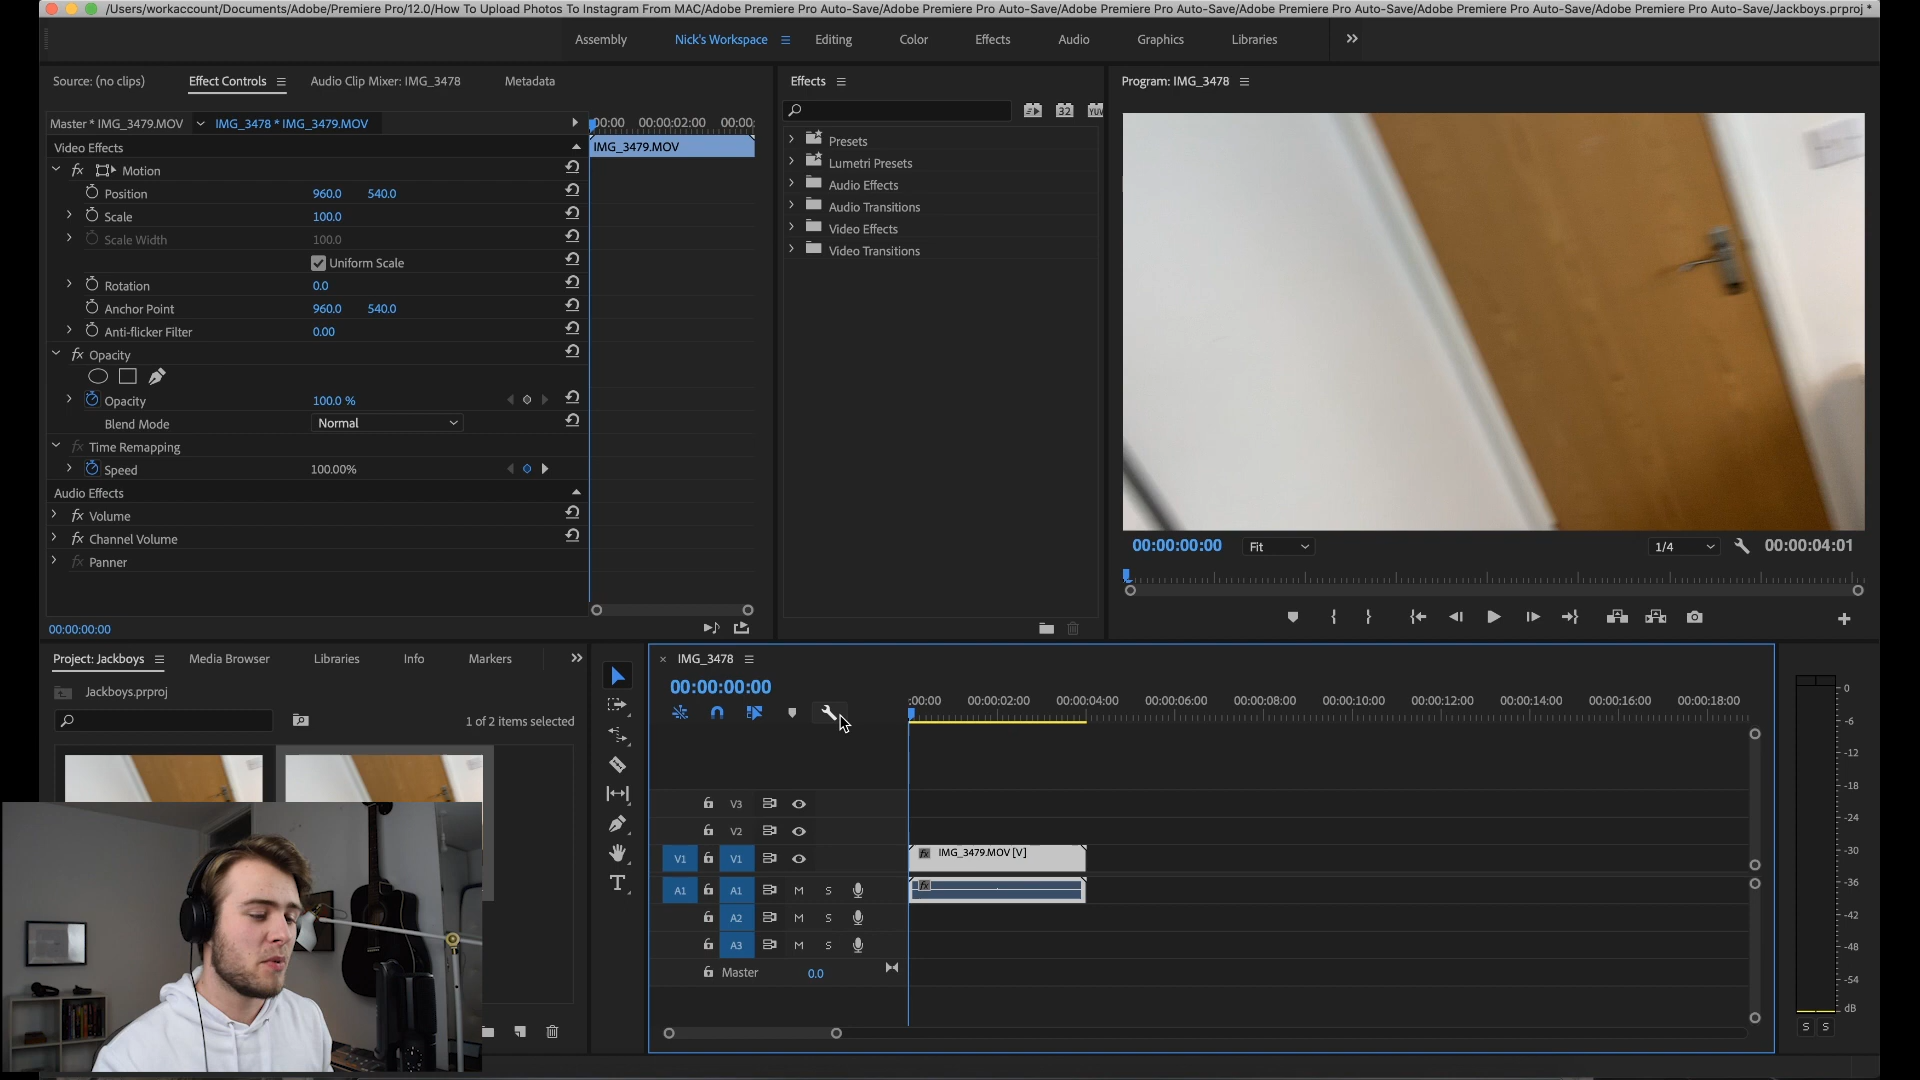 /Users/workaccount/Documents/Adobe/Premiere Pro/12.0/How To Upload Photos To Instagram From MAC/Adobe Premiere Pro Auto-Save/Adobe Premiere Pro Auto-Save/Adobe Premiere Pro Auto-Save/Adobe Premiere Pro Auto-Save/Adobe Premiere Pro Auto-Save/Adobe Premiere Pro Auto-Save/Jackboys.prproj *
Assembly Nick's Workspace Editing Color Effects Audio Graphics Libraries
Source: (no clips) Effect Controls Audio Clip Mixer: IMG_3478 Metadata
Master * IMG_3479.MOV IMG_3478 * IMG_3479.MOV
00:00 00:00:02:00 00:00:
IMG_3479.MOV
Video Effects
fx Motion
Position 960.0 540.0
Scale 100.0
Scale Width 100.0
Uniform Scale
Rotation 0.0
Anchor Point 960.0 540.0
Anti-flicker Filter 0.00
fx Opacity
Opacity 100.0 %
Blend Mode Normal
fx Time Remapping
Speed 100.00%
Audio Effects
fx Volume
fx Channel Volume
fx Panner
00:00:00:00
Effects
32 YUV
Presets
Lumetri Presets
Audio Effects
Audio Transitions
Video Effects
Video Transitions
Program: IMG_3478
00:00:00:00 Fit 1/4 00:00:04:01
Project: Jackboys Media Browser Libraries Info Markers
Jackboys.prproj
1 of 2 items selected
T
IMG_3478
00:00:00:00
:00:00 00:00:02:00 00:00:04:00 00:00:06:00 00:00:08:00 00:00:10:00 00:00:12:00 00:00:14:00 00:00:16:00 00:00:18:00
V3
V2
V1 V1
fx IMG_3479.MOV [V]
A1 A1 M S
fx
A2 M S
A3 M S
Master 0.0
0
-6
-12
-18
-24
-30
-36
-42
-48
-54
dB
S S